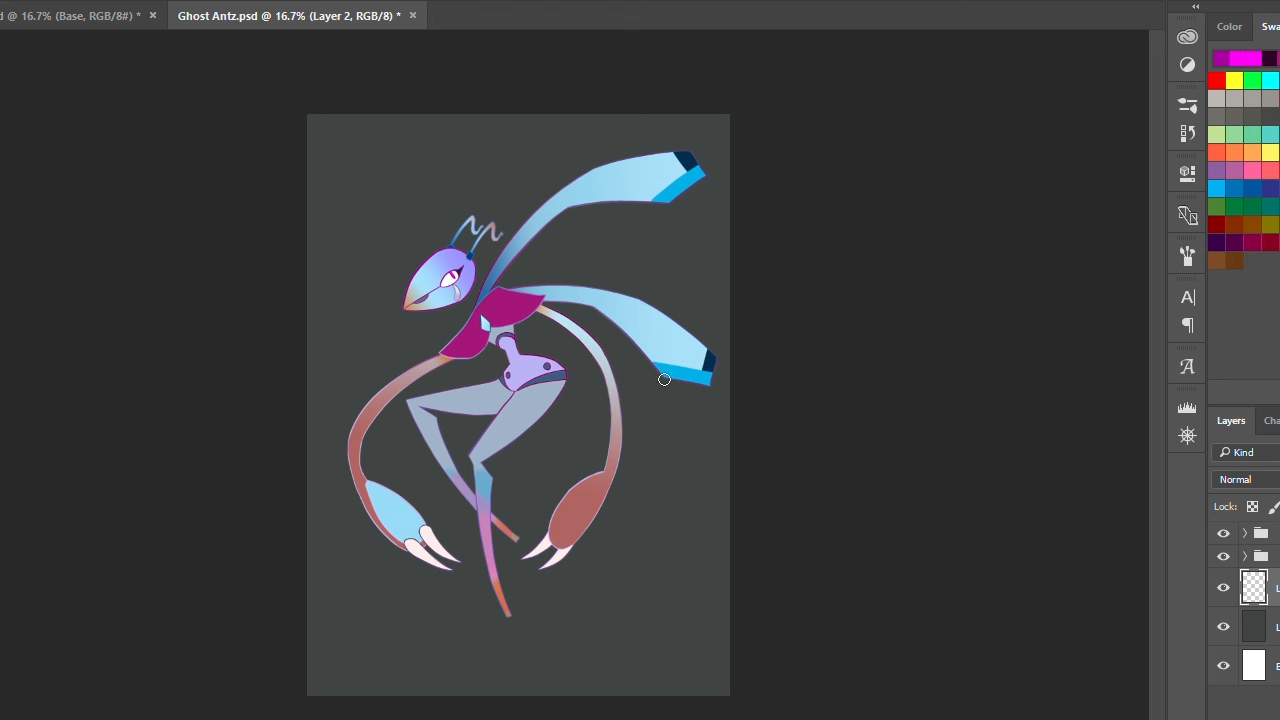 d @ 16.7% (Base, RGB/8#) * ×
Ghost Antz.psd @ 16.7% (Layer 2, RGB/8) * ×
Color
Swa
A
Layers
Cha
Kind
Normal
Lock:
L
L